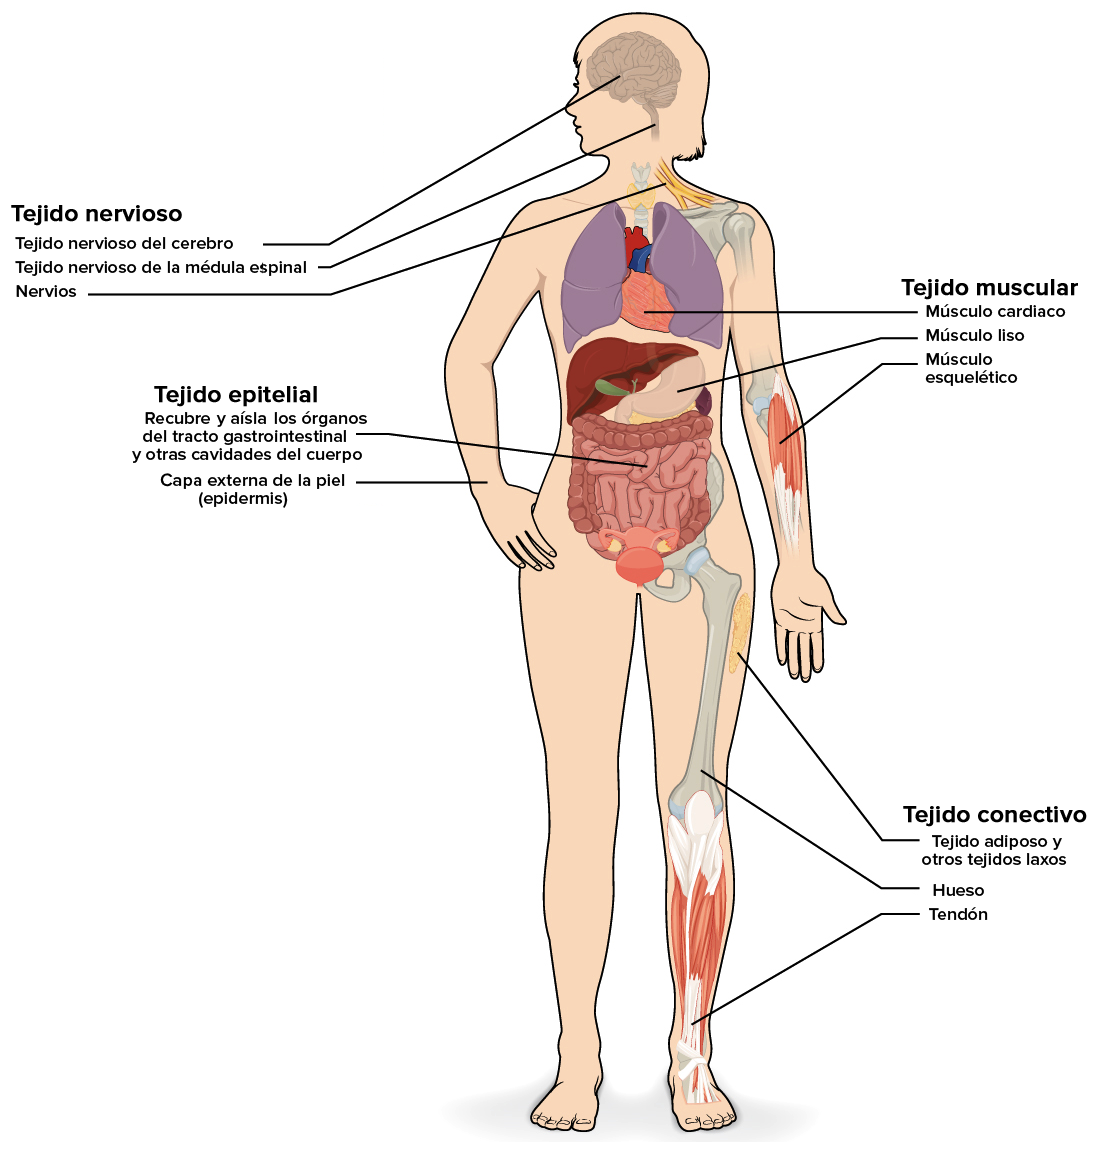 Tejido nervioso
Tejido nervioso del cerebro
Tejido nervioso de la médula espinal
Nervios
Tejido muscular
Músculo cardiaco
Músculo liso
Músculo
esquelético
Tejido epitelial
Recubre y aísla los órganos
del tracto gastrointestinal
y otras cavidades del cuerpo
Capa externa de la piel
(epidermis)
Tejido conectivo
Tejido adiposo y
otros tejidos laxos
Hueso
Tendón